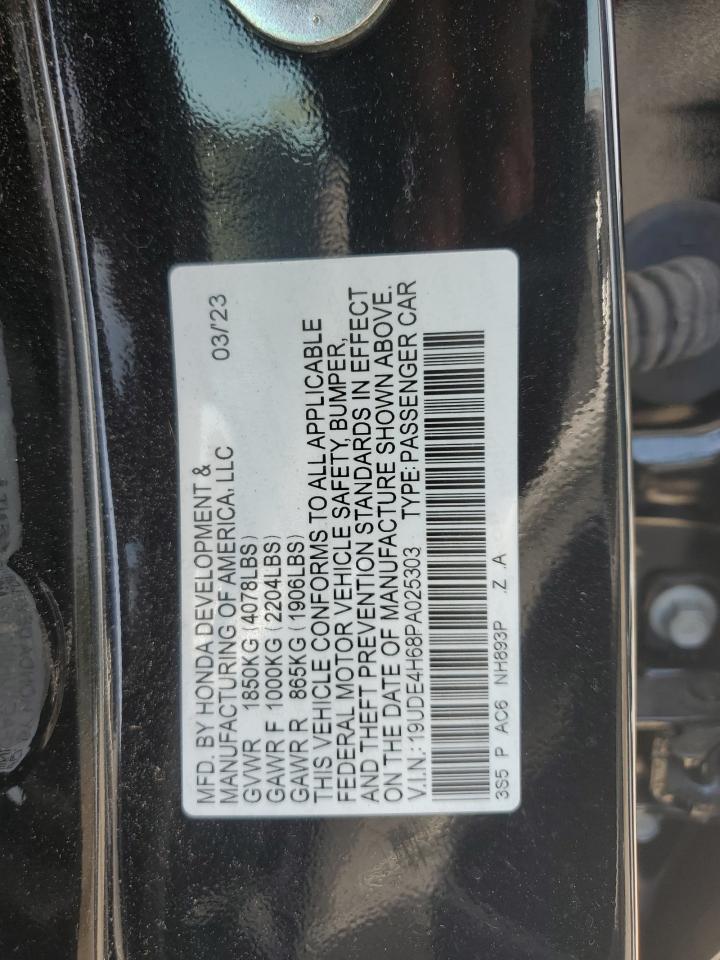 MFD. BY HONDA DEVELOPMENT &
MANUFACTURING OF AMERICA, LLC 03/'23
GVWR 1850KG (4078LBS)
GAWR F 1000KG (2204LBS)
GAWR R 865KG (1906LBS)
THIS VEHICLE CONFORMS TO ALL APPLICABLE
FEDERAL MOTOR VEHICLE SAFETY, BUMPER,
AND THEFT PREVENTION STANDARDS IN EFFECT
ON THE DATE OF MANUFACTURE SHOWN ABOVE.
V.I.N.: 19UDE4H68PA025303 TYPE: PASSENGER CAR
3S5 P AC6 NH893P .Z .A